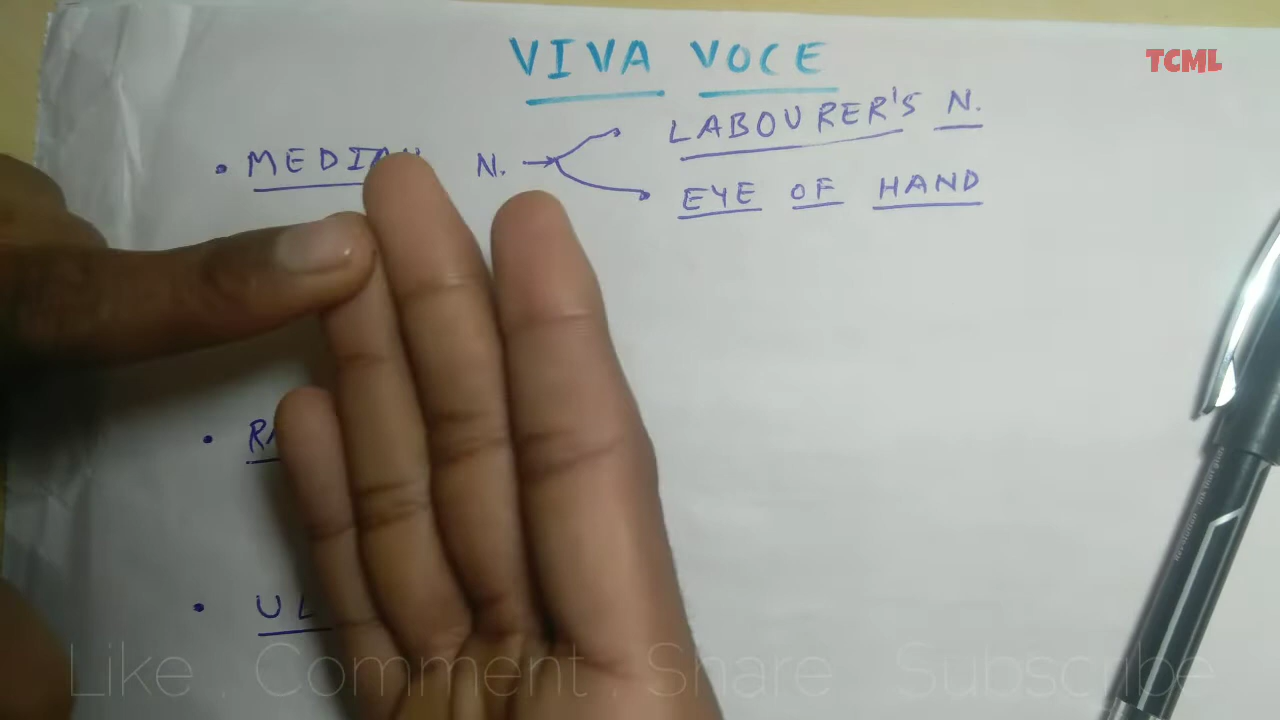 VIVA VOCE
TCML
LABOURER'S N.
• N. →
EYE OF HAND
•
•
Like . Comment . Share . Subscribe